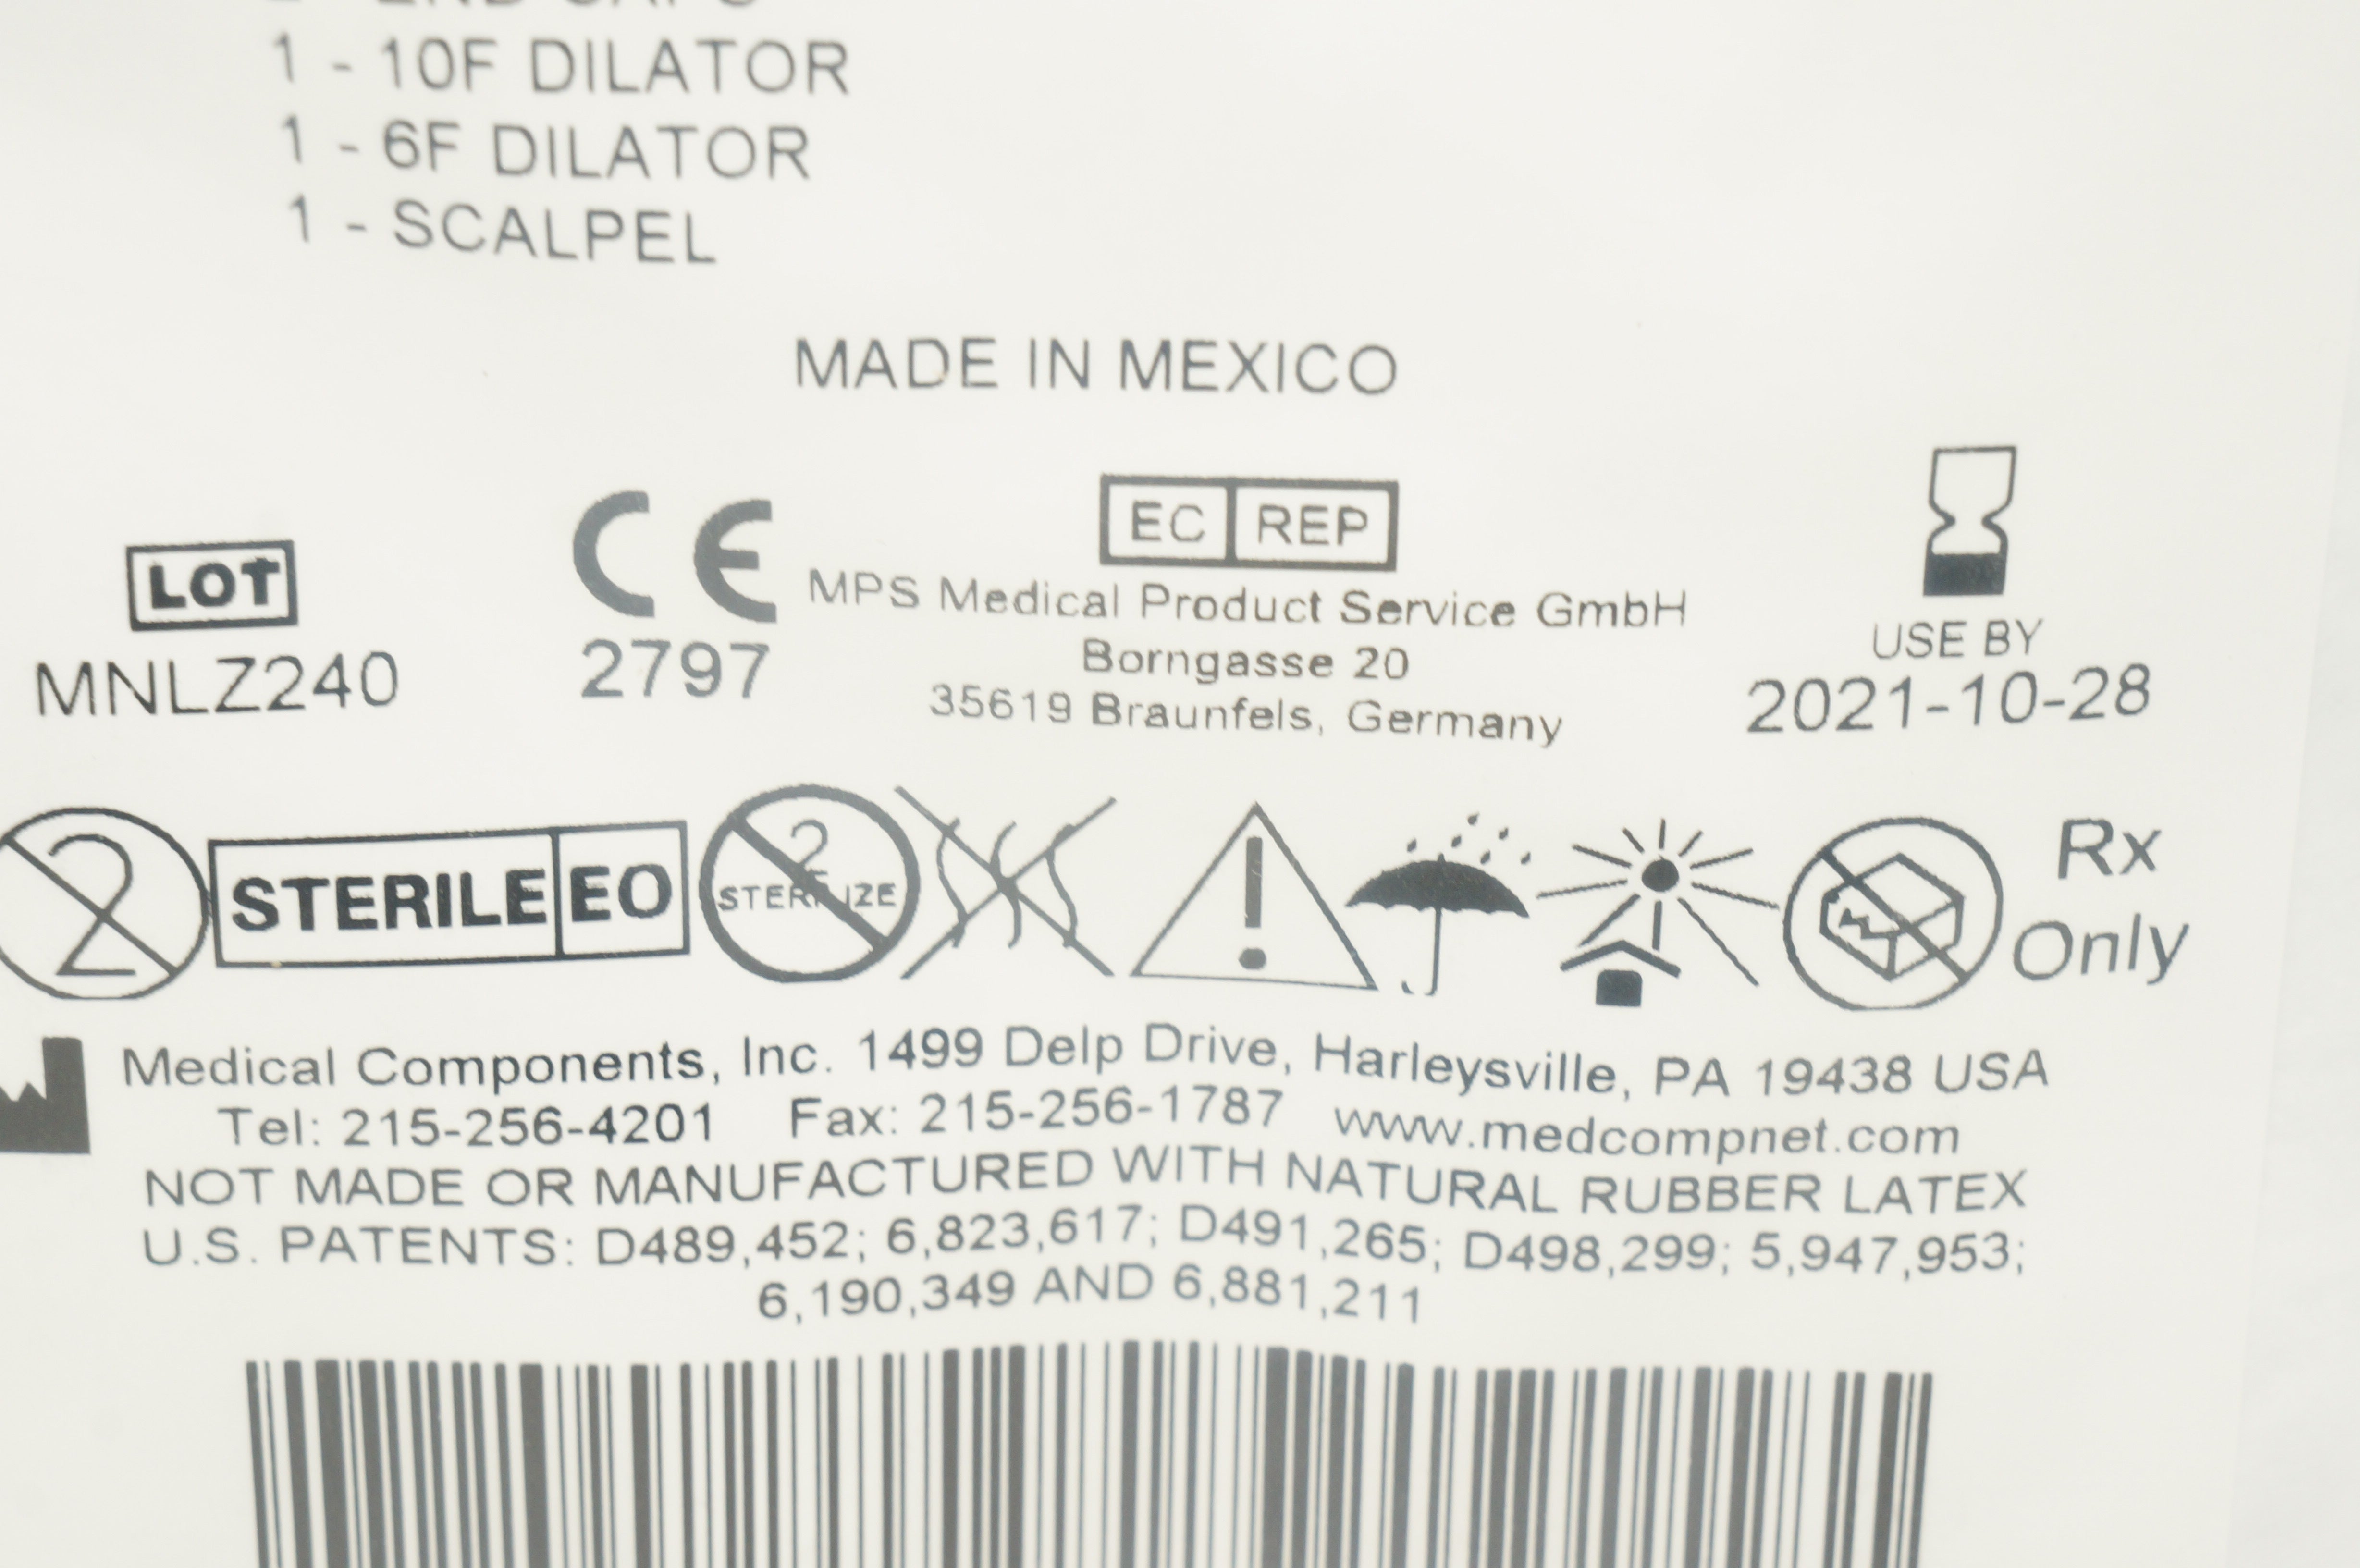 END CAPS
1 - 10F DILATOR
1 - 6F DILATOR
1 - SCALPEL
MADE IN MEXICO
LOT
MNLZ240
CE
2797
EC REP
MPS Medical Product Service GmbH
Borngasse 20
35619 Braunfels, Germany
USE BY
2021-10-28
2
STERILE EO
2
STERILIZE
Rx
Only
Medical Components, Inc. 1499 Delp Drive, Harleysville, PA 19438 USA
Tel: 215-256-4201 Fax: 215-256-1787 www.medcompnet.com
NOT MADE OR MANUFACTURED WITH NATURAL RUBBER LATEX
U.S. PATENTS: D489,452; 6,823,617; D491,265; D498,299; 5,947,953;
6,190,349 AND 6,881,211